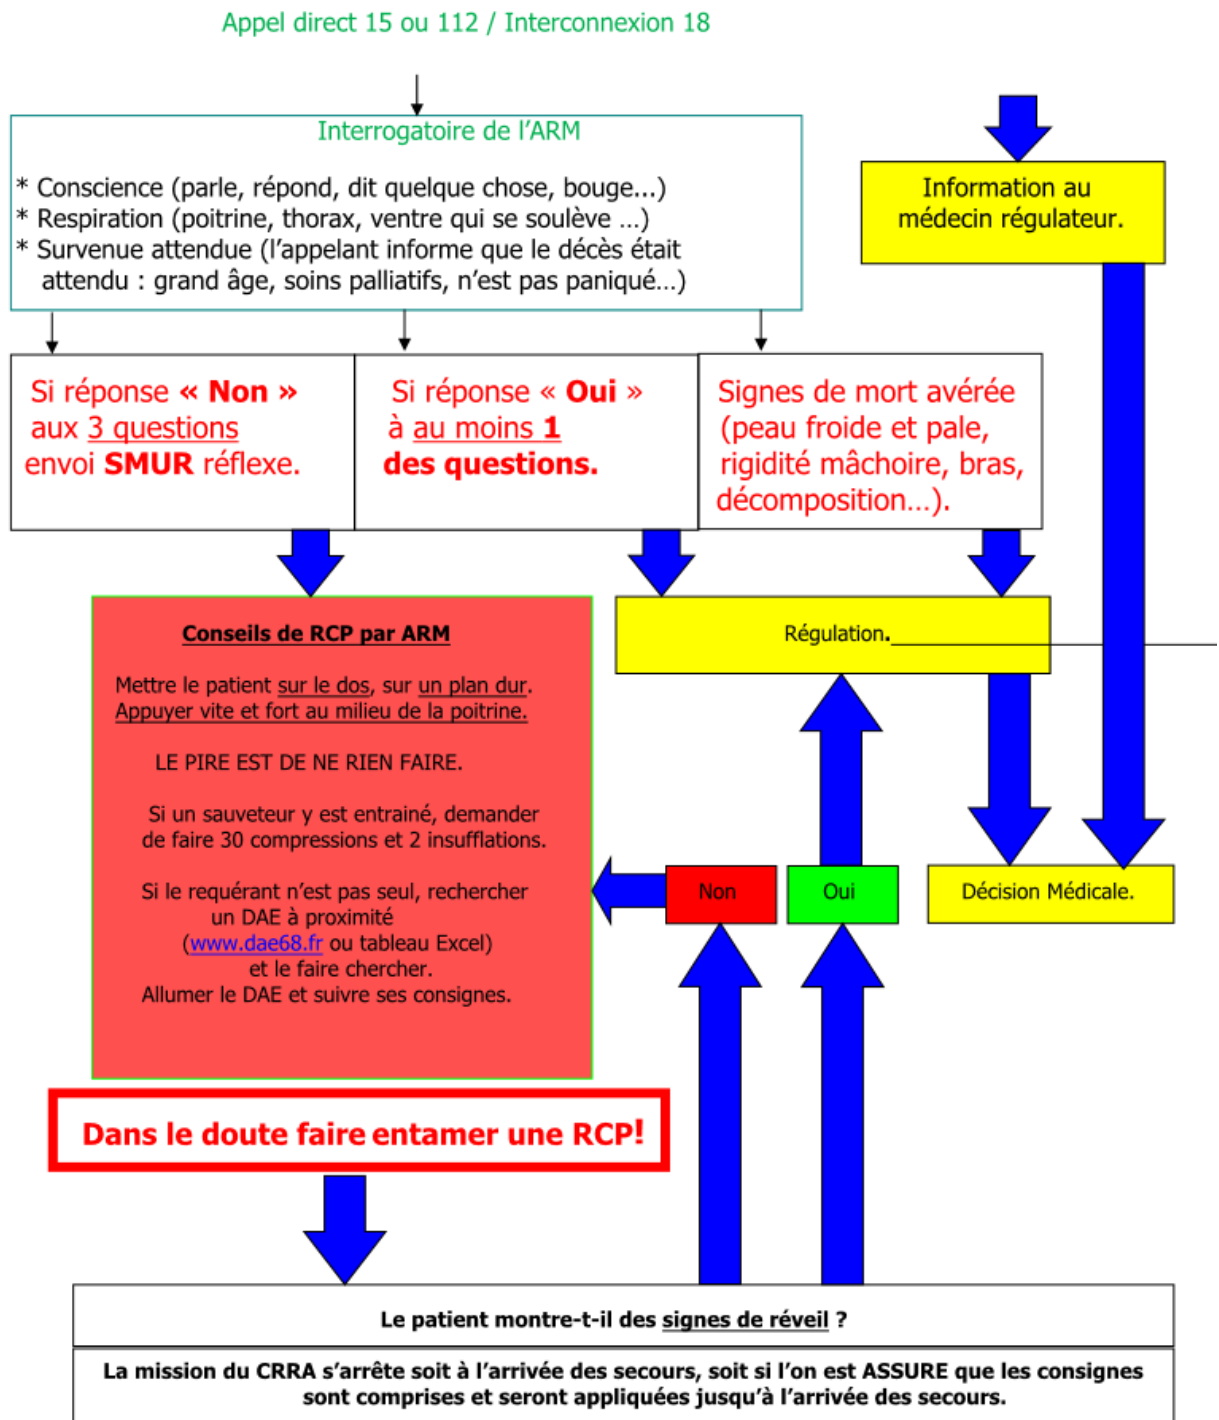 Appel direct 15 ou 112 / Interconnexion 18
Interrogatoire de l'ARM
* Conscience (parle, répond, dit quelque chose, bouge...)
* Respiration (poitrine, thorax, ventre qui se soulève ...)
* Survenue attendue (l'appelant informe que le décès était
attendu : grand âge, soins palliatifs, n'est pas paniqué...)
Information au
médecin régulateur.
Si réponse « Non »
aux 3 questions
envoi SMUR réflexe.
Si réponse « Oui »
à au moins 1
des questions.
Signes de mort avérée
(peau froide et pale,
rigidité mâchoire, bras,
décomposition...).
Conseils de RCP par ARM
Mettre le patient sur le dos, sur un plan dur.
Appuyer vite et fort au milieu de la poitrine.
LE PIRE EST DE NE RIEN FAIRE.
Si un sauveteur y est entrainé, demander
de faire 30 compressions et 2 insufflations.
Si le requérant n'est pas seul, rechercher
un DAE à proximité
(www.dae68.fr ou tableau Excel)
et le faire chercher.
Allumer le DAE et suivre ses consignes.
Régulation.
Non
Oui
Décision Médicale.
Dans le doute faire entamer une RCP!
Le patient montre-t-il des signes de réveil ?
La mission du CRRA s'arrête soit à l'arrivée des secours, soit si l'on est ASSURE que les consignes
sont comprises et seront appliquées jusqu'à l'arrivée des secours.